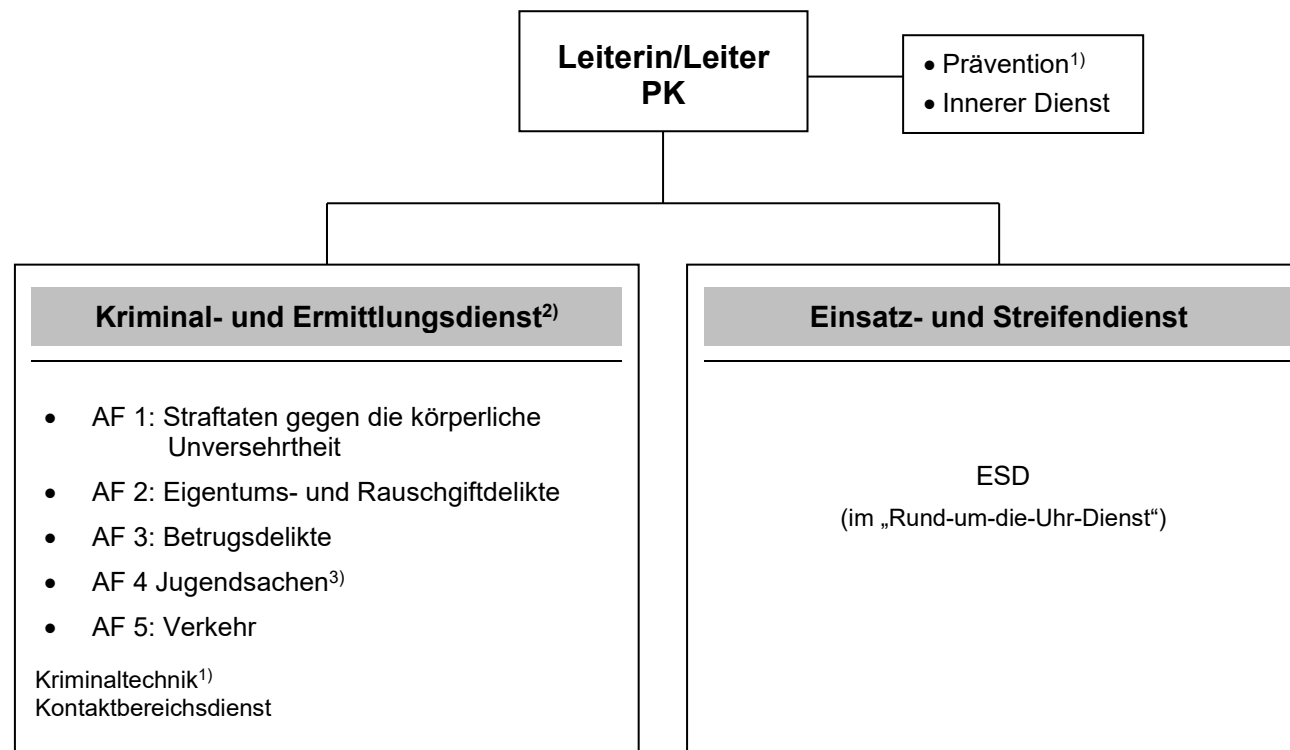 Leiterin/Leiter
PK
• Prävention1)
• Innerer Dienst
Kriminal- und Ermittlungsdienst2)
• AF 1: Straftaten gegen die körperliche
Unversehrtheit
• AF 2: Eigentums- und Rauschgiftdelikte
• AF 3: Betrugsdelikte
• AF 4 Jugendsachen3)
• AF 5: Verkehr
Kriminaltechnik1)
Kontaktbereichsdienst
Einsatz- und Streifendienst
ESD
(im „Rund-um-die-Uhr-Dienst“)